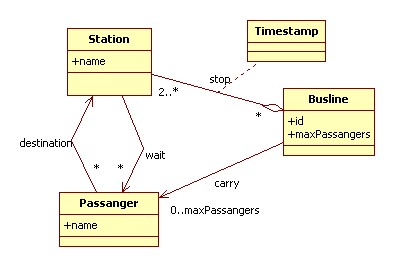 Timestamp
Station
+name
stop
2..*
*
Busline
+id
+maxPassangers
destination
wait
*
*
carry
0..maxPassangers
Passanger
+name